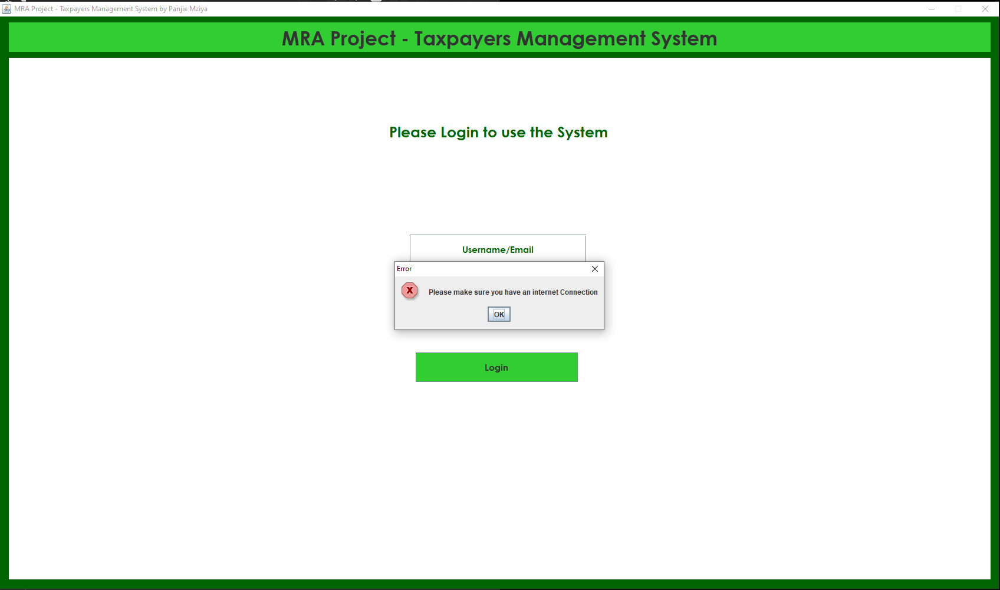 MRA Project - Taxpayers Management System by Panjie Mziya
MRA Project - Taxpayers Management System
Please Login to use the System
Username/Email
Error
X
Please make sure you have an internet Connection
OK
Login